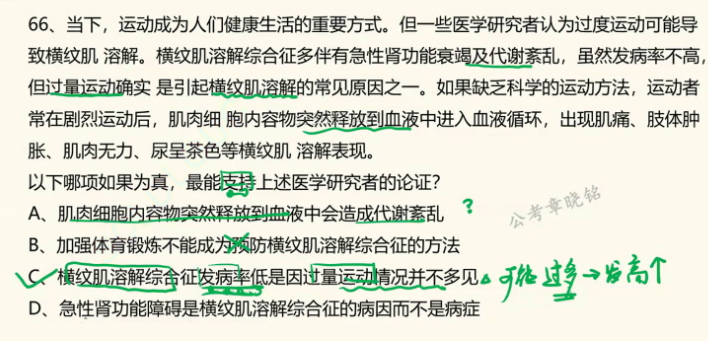 66、当下，运动成为人们健康生活的重要方式。但一些医学研究者认为过度运动可能导
致横纹肌 溶解。横纹肌溶解综合征多伴有急性肾功能衰竭及代谢紊乱，虽然发病率不高，
但过量运动确实 是引起横纹肌溶解的常见原因之一。如果缺乏科学的运动方法，运动者
常在剧烈运动后，肌肉细 胞内容物突然释放到血液中进入血液循环，出现肌痛、肢体肿
胀、肌肉无力、尿呈茶色等横纹肌 溶解表现。
以下哪项如果为真，最能支持上述医学研究者的论证？
A、肌肉细胞内容物突然释放到血液中会造成代谢紊乱 ？
公考章晓铭
B、加强体育锻炼不能成为预防横纹肌溶解综合征的方法
C、横纹肌溶解综合征发病率低是因过量运动情况并不多见。可能过多→发高个
D、急性肾功能障碍是横纹肌溶解综合征的病因而不是病症